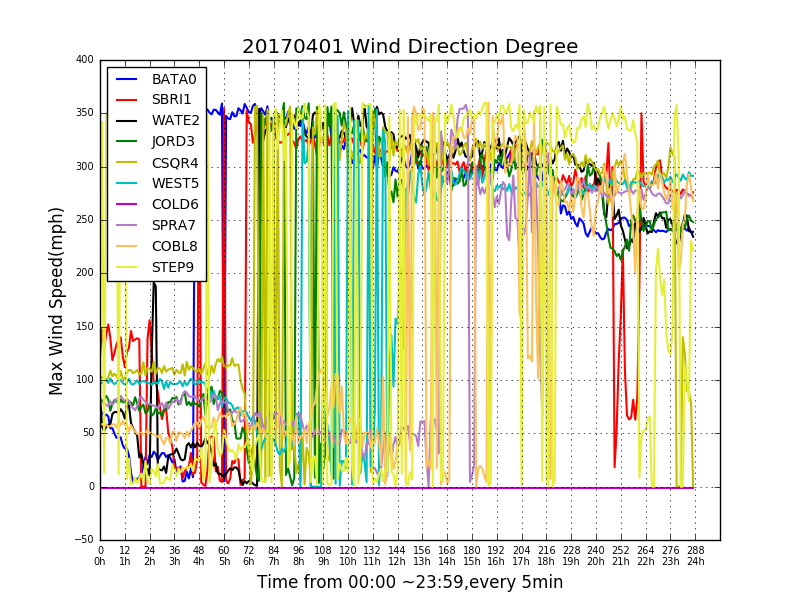 20170401 Wind Direction Degree
Max Wind Speed(mph)
400
350
300
250
200
150
100
50
0
−50
BATA0
SBRI1
WATE2
JORD3
CSQR4
WEST5
COLD6
SPRA7
COBL8
STEP9
0 12 24 36 48 60 72 84 96 108 120 132 144 156 168 180 192 204 216 228 240 252 264 276 288
0h 1h 2h 3h 4h 5h 6h 7h 8h 9h 10h 11h 12h 13h 14h 15h 16h 17h 18h 19h 20h 21h 22h 23h 24h
Time from 00:00 ~23:59,every 5min